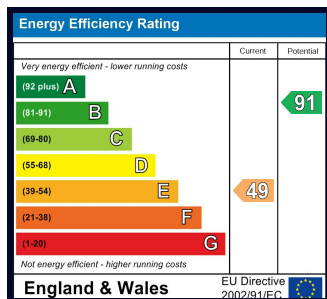 Energy Efficiency Rating
Current Potential
Very energy efficient - lower running costs
(92 plus) A
(81-91) B
91
(69-80) C
(55-68) D
(39-54) E
49
(21-38) F
(1-20) G
Not energy efficient - higher running costs
England & Wales
EU Directive
2002/91/EC